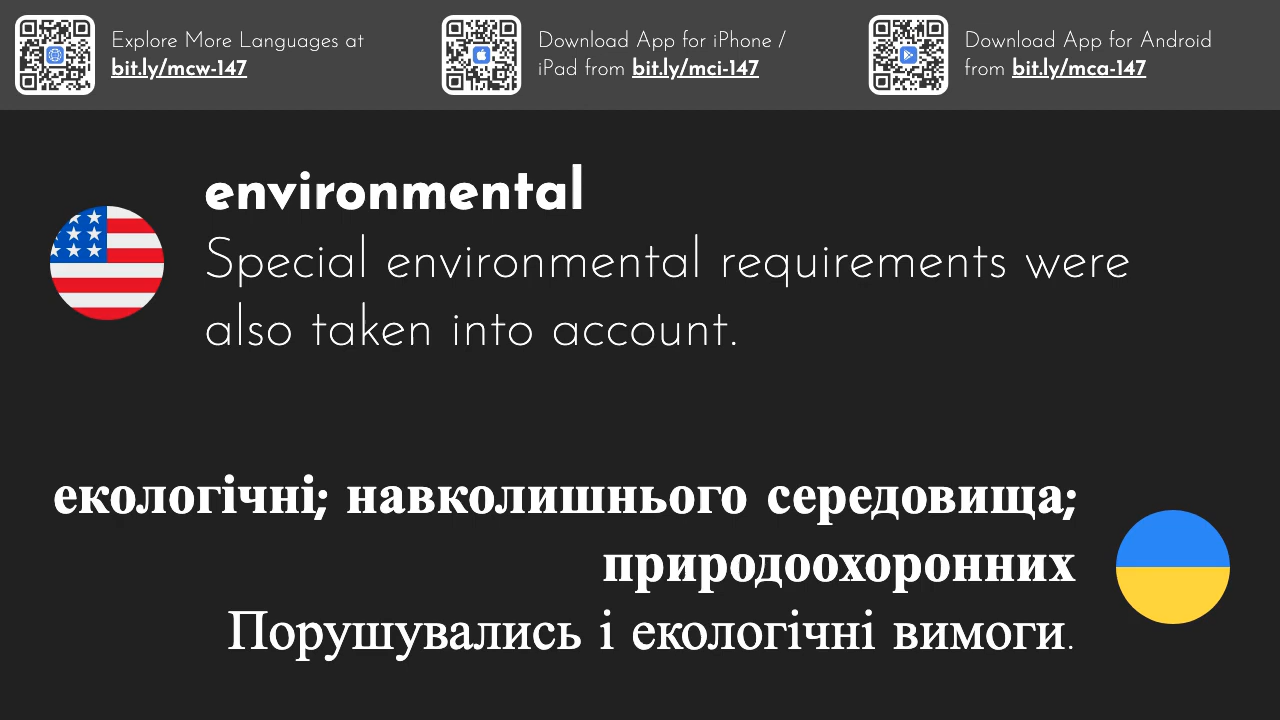 Explore More Languages at
bit.ly/mcw-147
Download App for iPhone /
iPad from bit.ly/mci-147
Download App for Android
from bit.ly/mca-147
environmental
Special environmental requirements were
also taken into account.
екологічні; навколишнього середовища;
природоохоронних
Порушувались і екологічні вимоги.